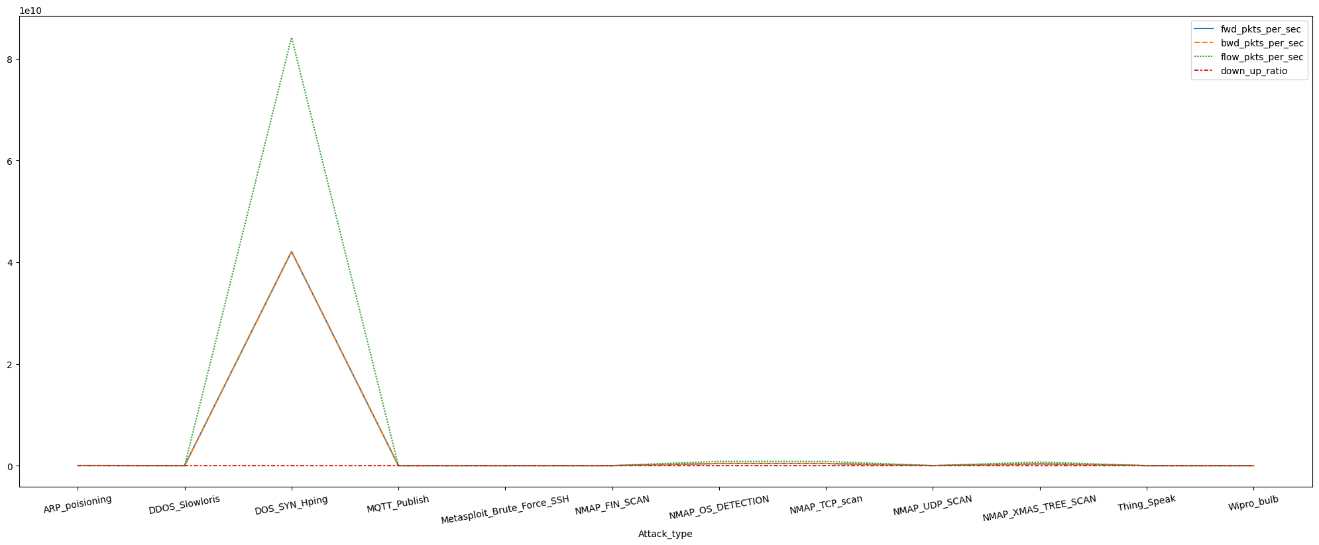 1e10
fwd_pkts_per_sec
bwd_pkts_per_sec
flow_pkts_per_sec
down_up_ratio
8
6
4
2
0
ARP_poisioning
DDOS_Slowloris
DOS_SYN_Hping
MQTT_Publish
Metasploit_Brute_Force_SSH
NMAP_FIN_SCAN
NMAP_OS_DETECTION
NMAP_TCP_scan
NMAP_UDP_SCAN
NMAP_XMAS_TREE_SCAN
Thing_Speak
Wipro_bulb
Attack_type